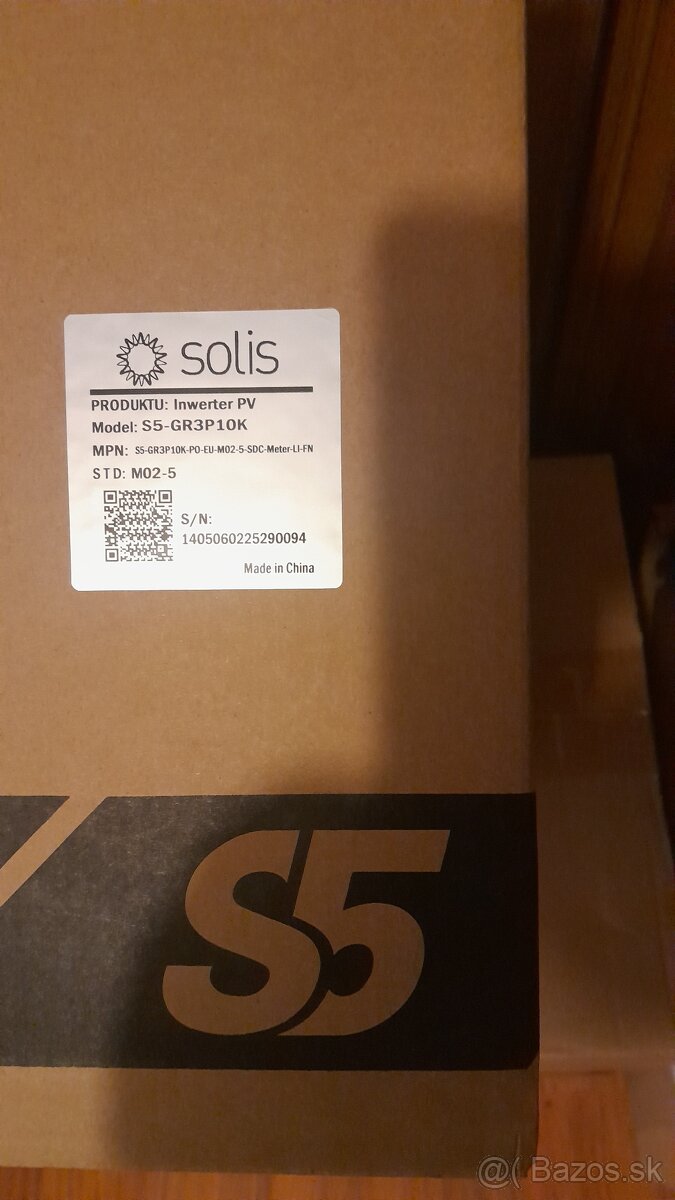 solis
PRODUKTU: Inwerter PV
Model: S5-GR3P10K
MPN: S5-GR3P10K-PO-EU-M02-5-SDC-Meter-LI-FN
STD: M02-5
S/N:
1405060225290094
Made in China
S5
@( Bazos.sk